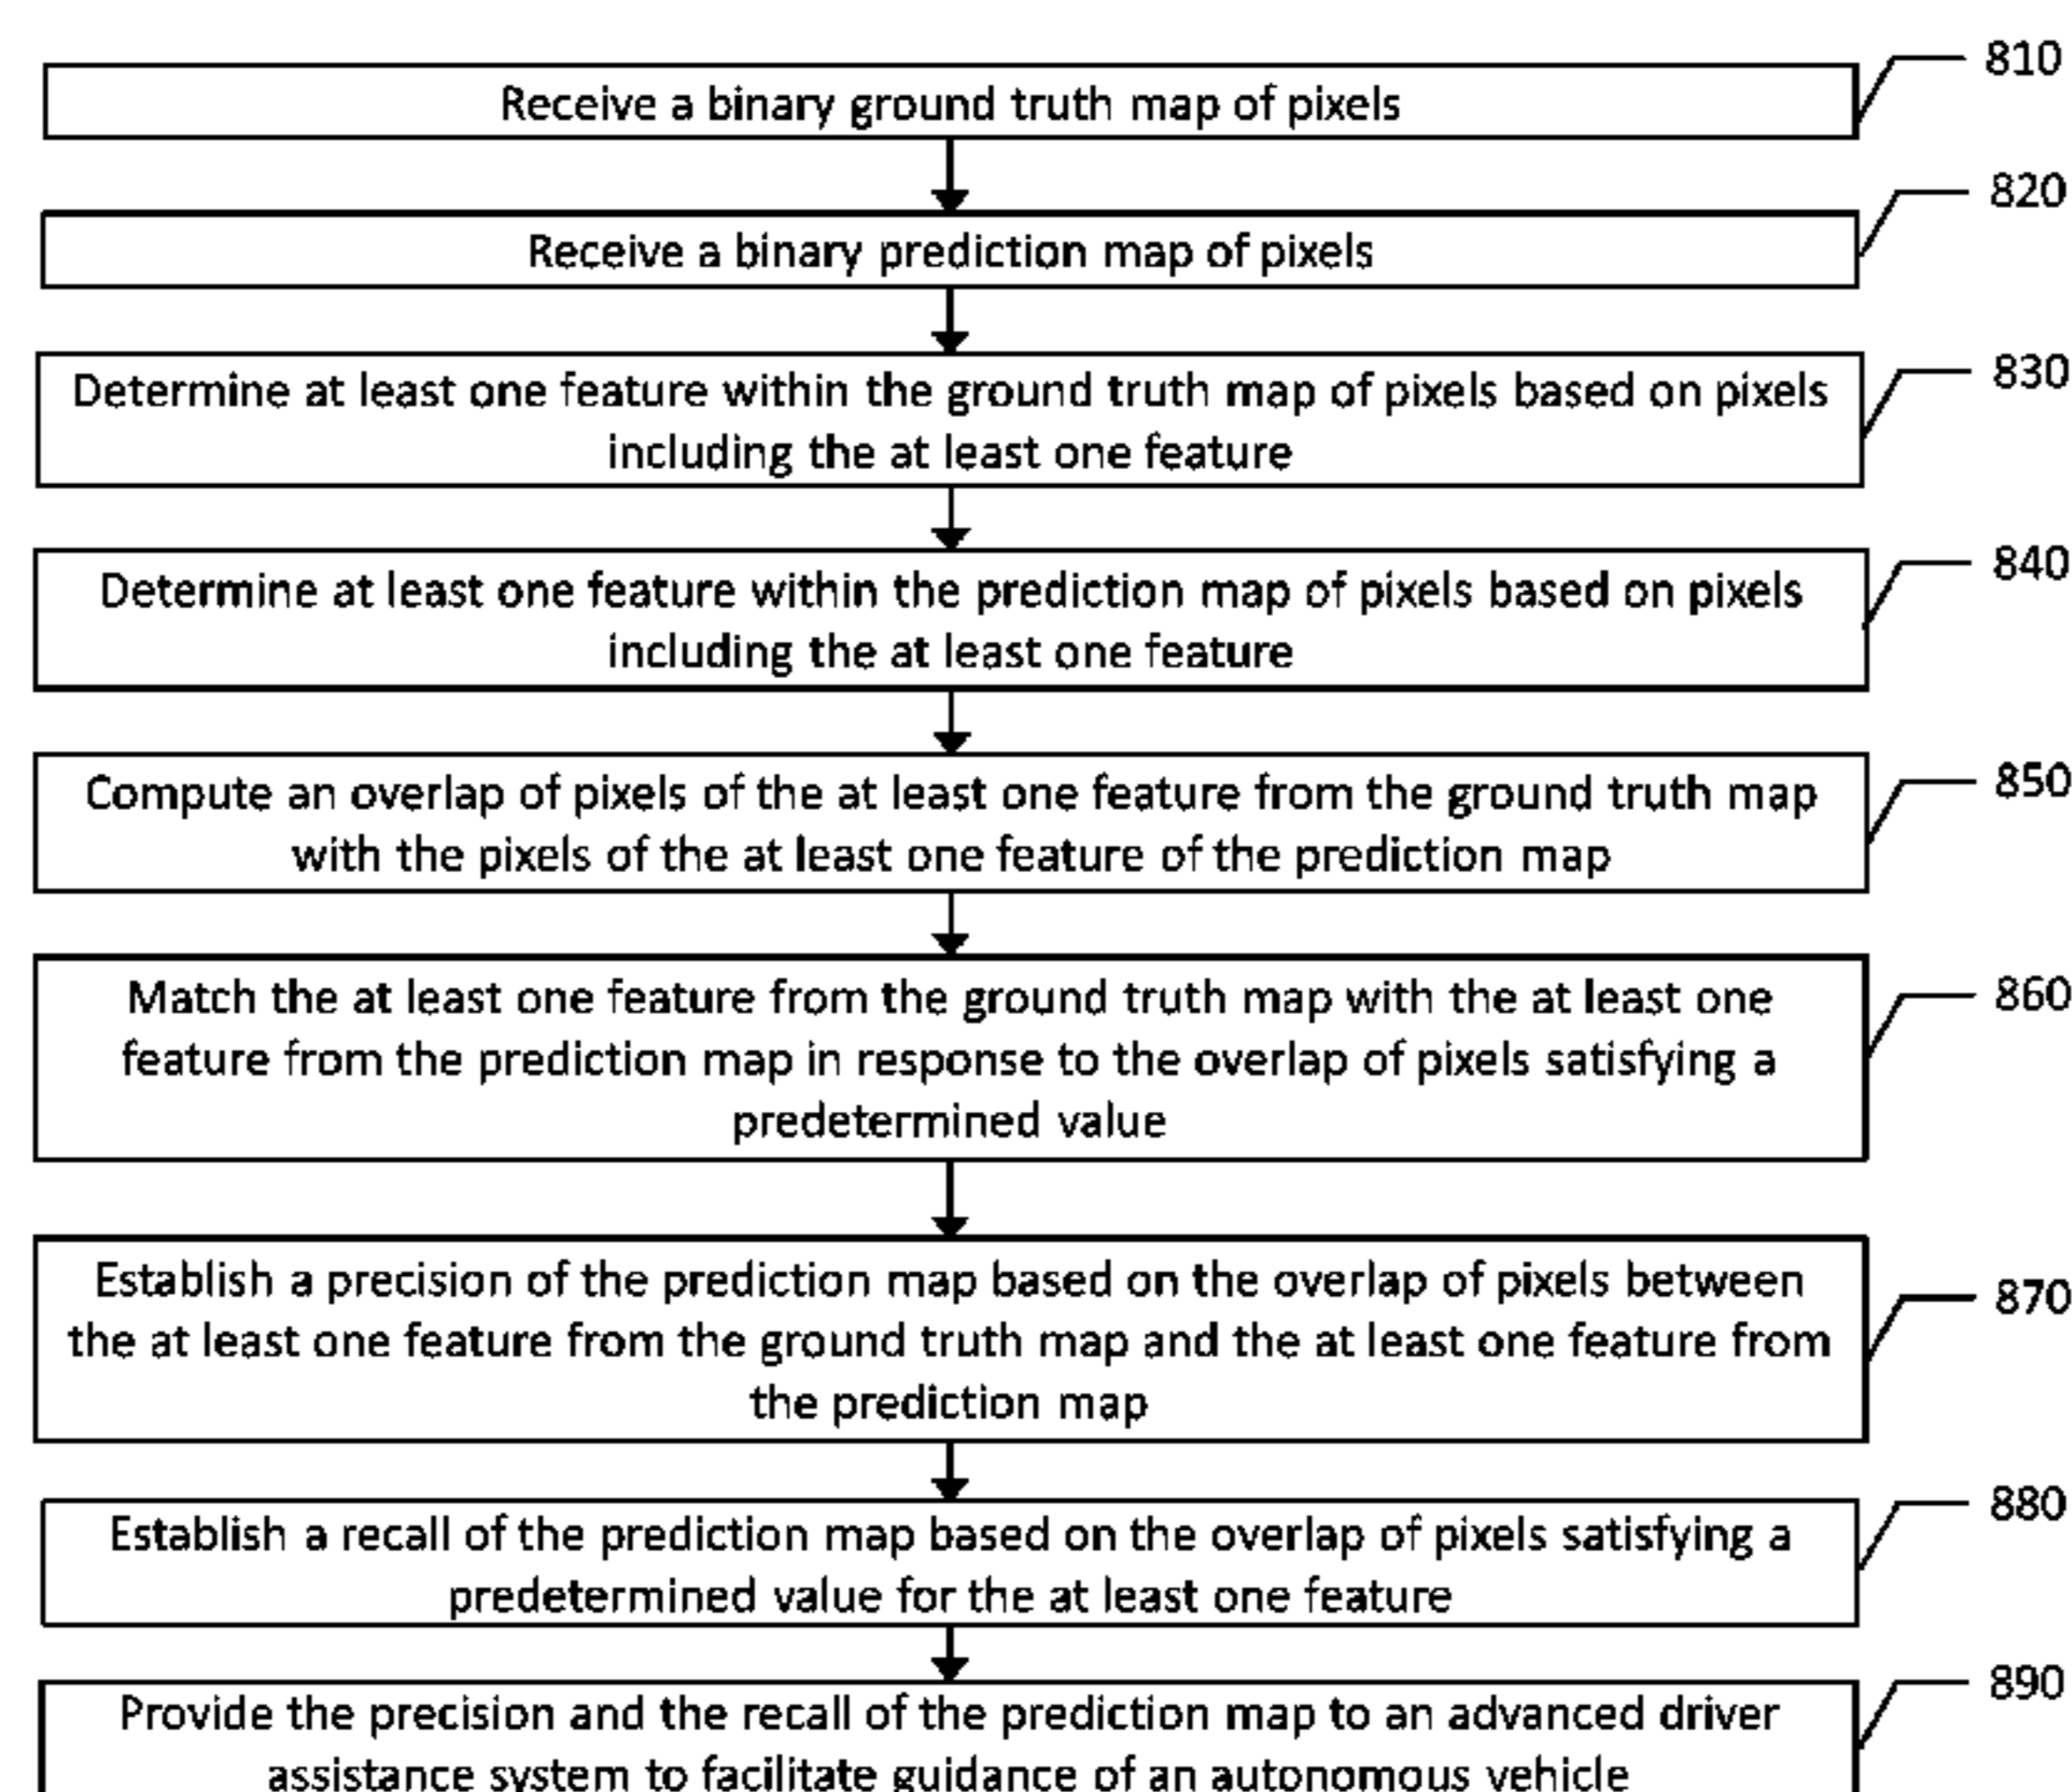 810
Receive a binary ground truth map of pixels
820
Receive a binary prediction map of pixels
830
Determine at least one feature within the ground truth map of pixels based on pixels
including the at least one feature
840
Determine at least one feature within the prediction map of pixels based on pixels
including the at least one feature
850
Compute an overlap of pixels of the at least one feature from the ground truth map
with the pixels of the at least one feature of the prediction map
860
Match the at least one feature from the ground truth map with the at least one
feature from the prediction map in response to the overlap of pixels satisfying a
predetermined value
870
Establish a precision of the prediction map based on the overlap of pixels between
the at least one feature from the ground truth map and the at least one feature from
the prediction map
880
Establish a recall of the prediction map based on the overlap of pixels satisfying a
predetermined value for the at least one feature
890
Provide the precision and the recall of the prediction map to an advanced driver
assistance system to facilitate guidance of an autonomous vehicle